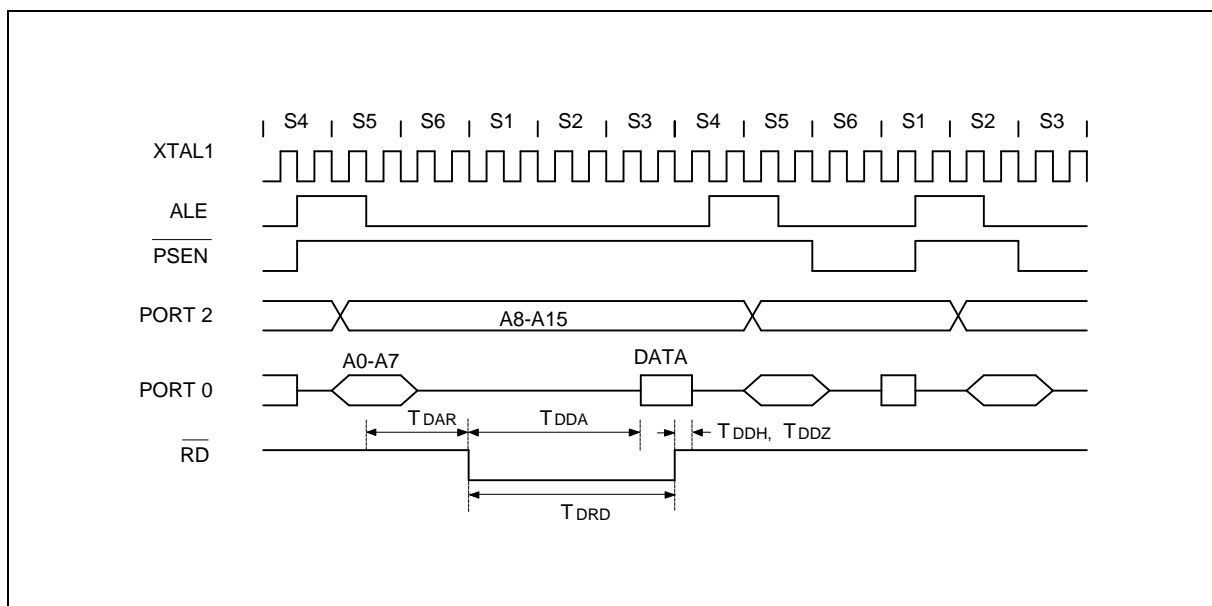 S4 S5 S6 S1 S2 S3 S4 S5 S6 S1 S2 S3
XTAL1
ALE
PSEN
PORT 2
A8-A15
A0-A7
DATA
PORT 0
TDAR
TDDA
TDDH, TDDZ
RD
TDRD